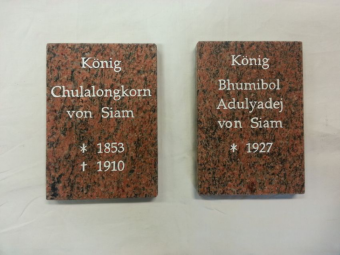 König
Chulalongkorn
von Siam
* 1853
† 1910
König
Bhumibol
Adulyadej
von Siam
* 1927